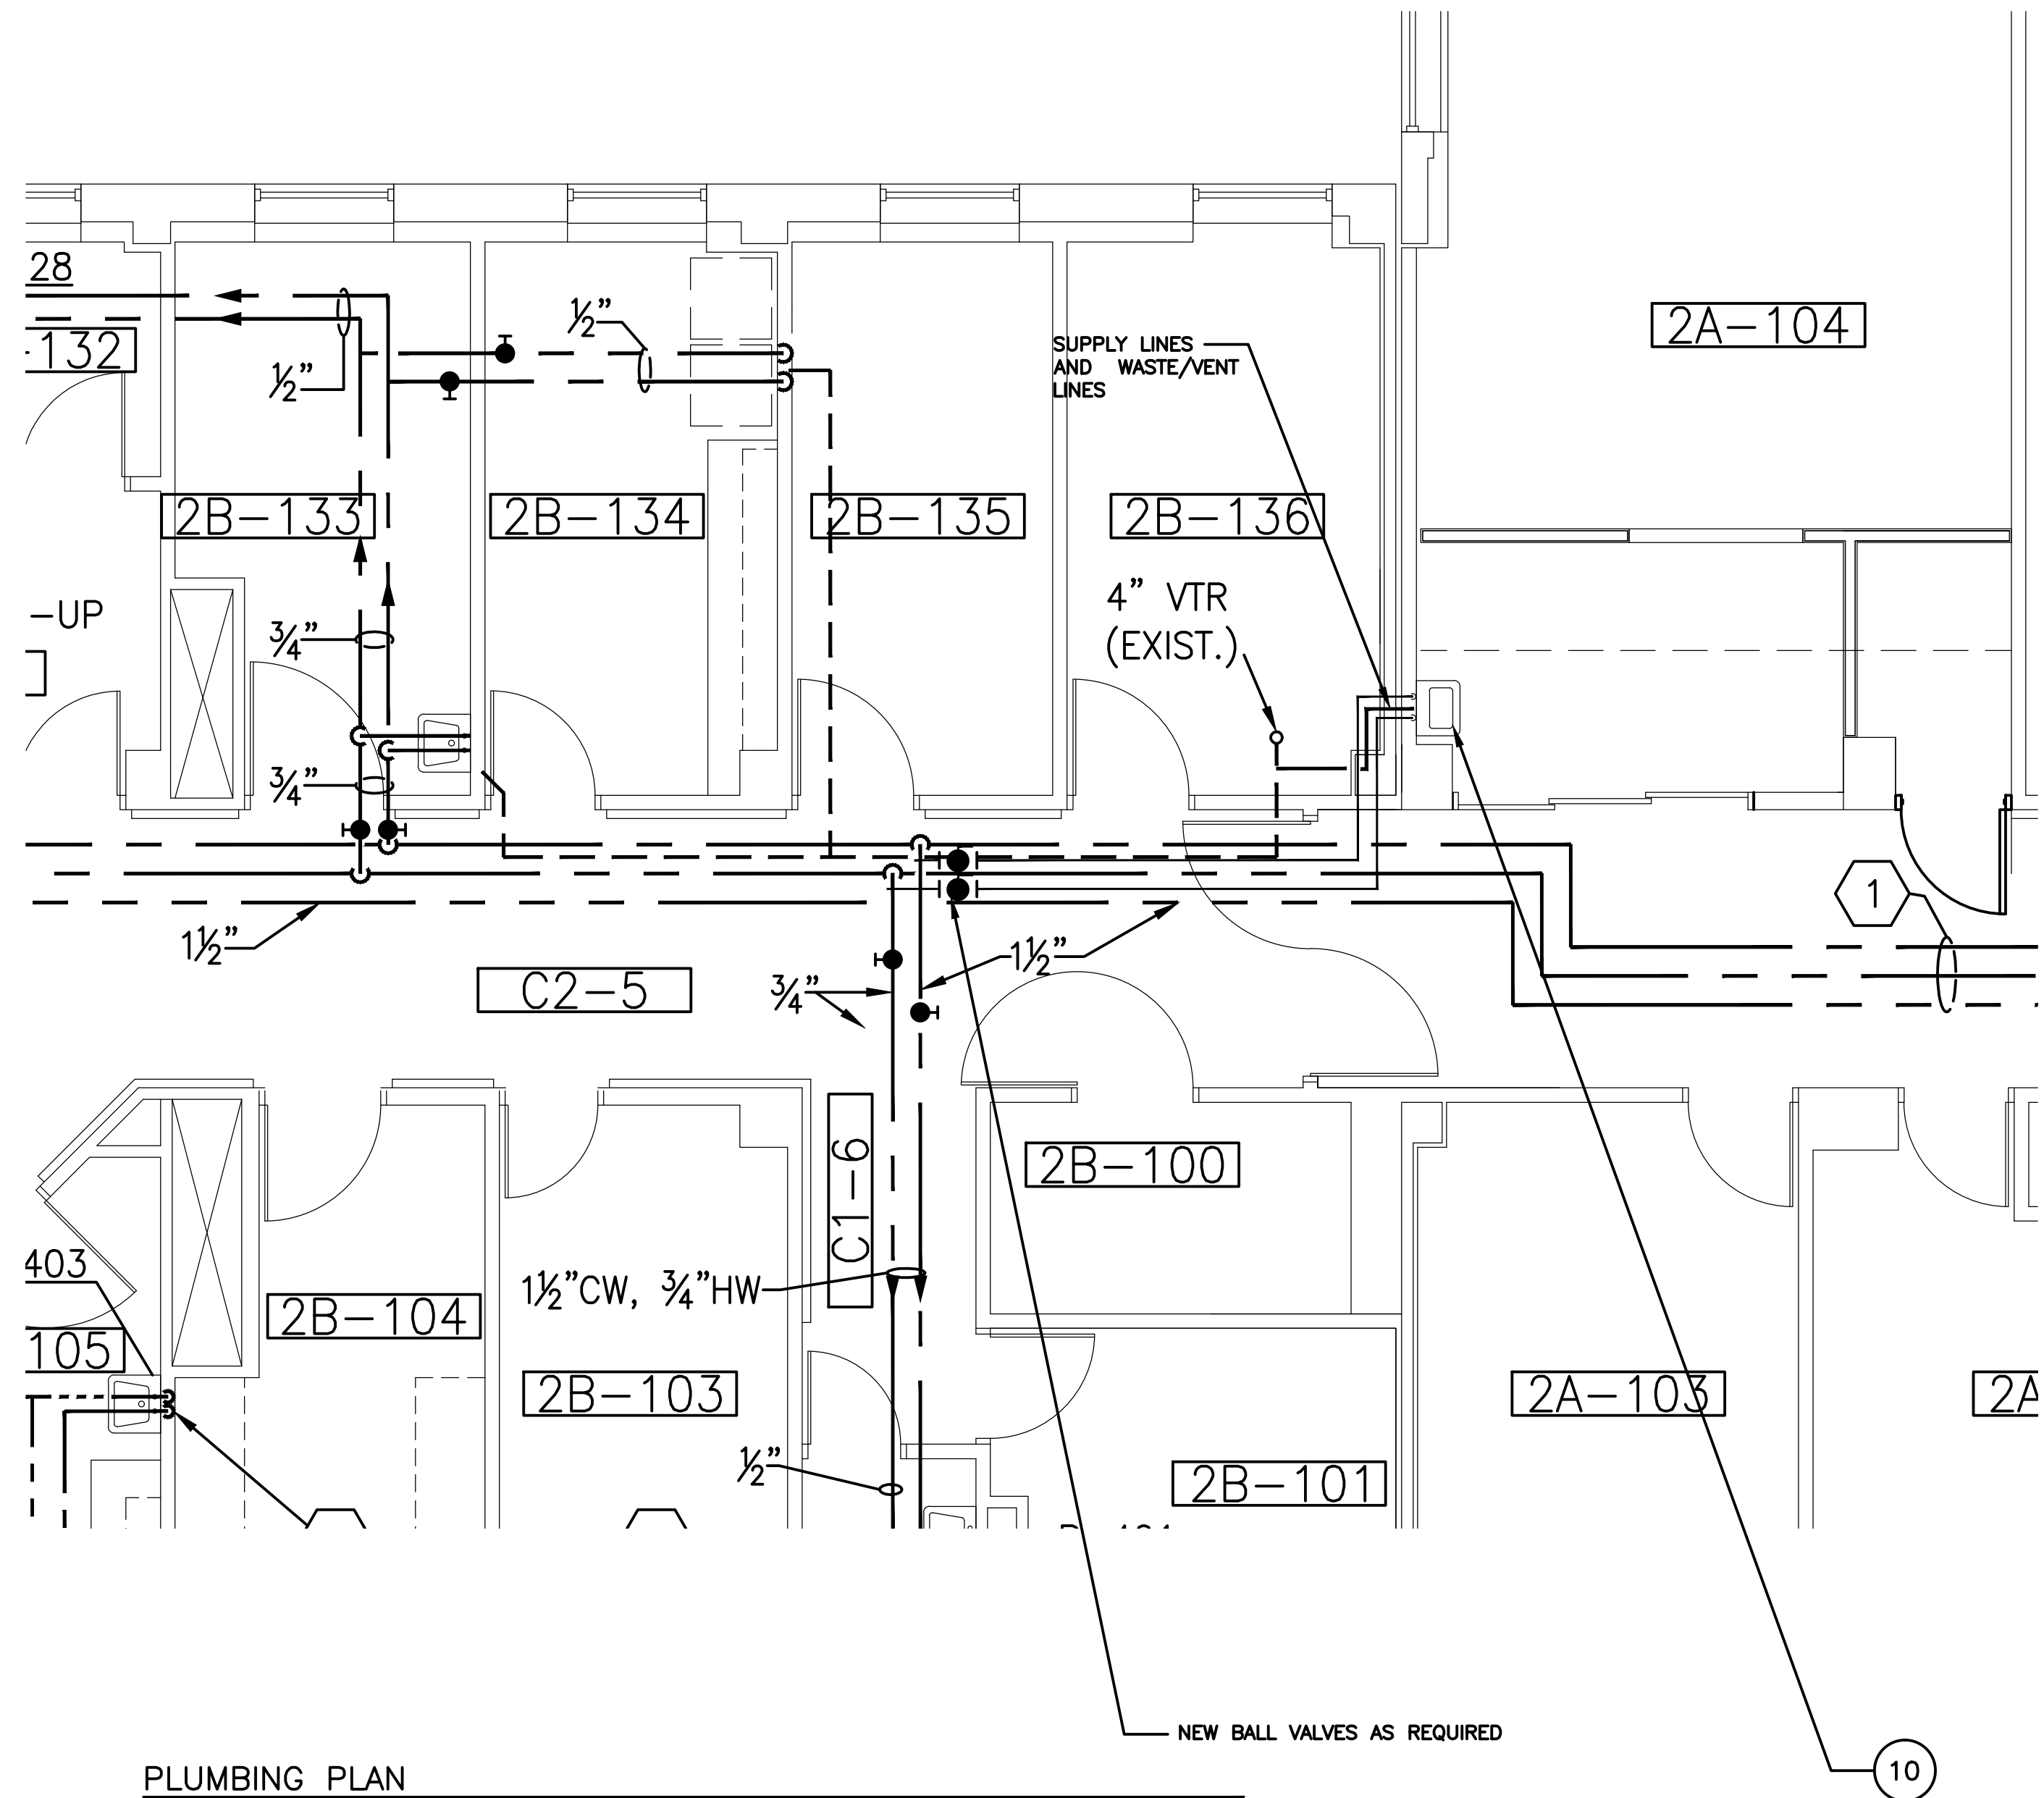 28
-132
½"
½"
SUPPLY LINES
AND WASTE/VENT
LINES
2A-104
2B-133
2B-134
2B-135
2B-136
-UP
¾"
4" VTR
(EXIST.)
¾"
1
1½"
C2-5
¾"
1½"
C1-6
2B-100
403
1½"CW, ¾"HW
2B-104
105
2B-103
2A-103
2A
½"
2B-101
NEW BALL VALVES AS REQUIRED
10
PLUMBING PLAN